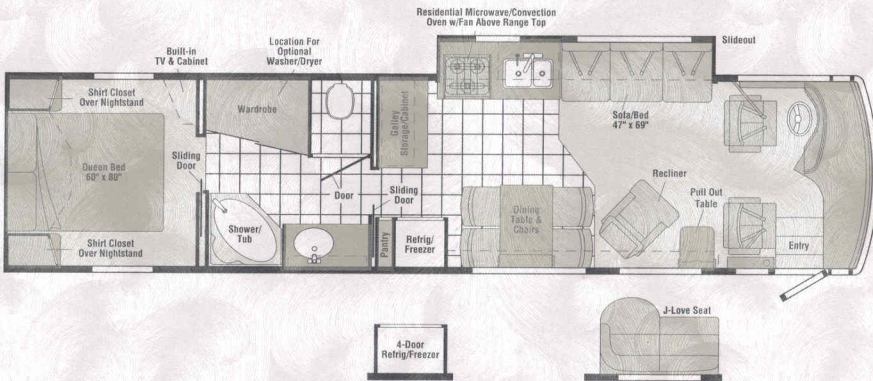 Residential Microwave/Convection
Oven w/Fan Above Range Top
Slideout
Built-in
TV & Cabinet
Location For
Optional
Washer/Dryer
Shirt Closet
Over Nightstand
Wardrobe
Galley
Storage/Cabinet
Sofa/Bed
47" x 69"
Queen Bed
60" x 80"
Sliding
Door
Door
Sliding
Door
Recliner
Pull Out
Table
Shower/
Tub
Pantry
Refrig/
Freezer
Dining
Table &
Chairs
Entry
Shirt Closet
Over Nightstand
4-Door
Refrig/Freezer
J-Love Seat